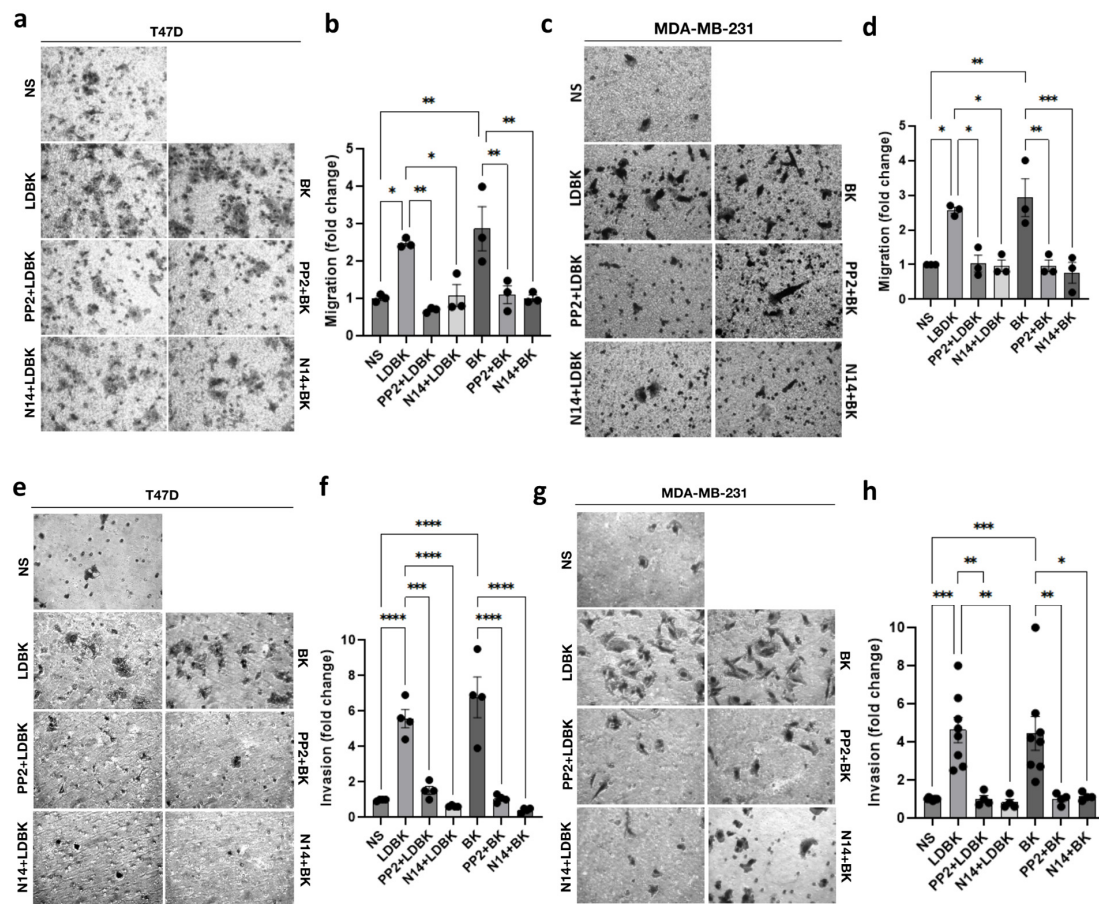 a
T47D
NS
LDBK
BK
PP2+LDBK
PP2+BK
N14+LDBK
N14+BK
b
Migration (fold change)
5
4
3
2
1
0
**
**
*
**
*
**
NS
LDBK
PP2+LDBK
N14+LDBK
BK
PP2+BK
N14+BK
c
MDA-MB-231
NS
LDBK
BK
PP2+LDBK
PP2+BK
N14+LDBK
N14+BK
d
Migration (fold change)
5
4
3
2
1
0
**
*
***
*
*
**
NS
LBDK
PP2+LDBK
N14+LDBK
BK
PP2+BK
N14+BK
e
T47D
NS
LDBK
BK
PP2+LDBK
PP2+BK
N14+LDBK
N14+BK
f
Invasion (fold change)
10
8
6
4
2
0
****
****
***
****
****
****
NS
LDBK
PP2+LDBK
N14+LDBK
BK
PP2+BK
N14+BK
g
MDA-MB-231
NS
LDBK
BK
PP2+LDBK
PP2+BK
N14+LDBK
N14+BK
h
Invasion (fold change)
10
8
6
4
2
0
***
**
*
***
**
**
NS
LDBK
PP2+LDBK
N14+LDBK
BK
PP2+BK
N14+BK